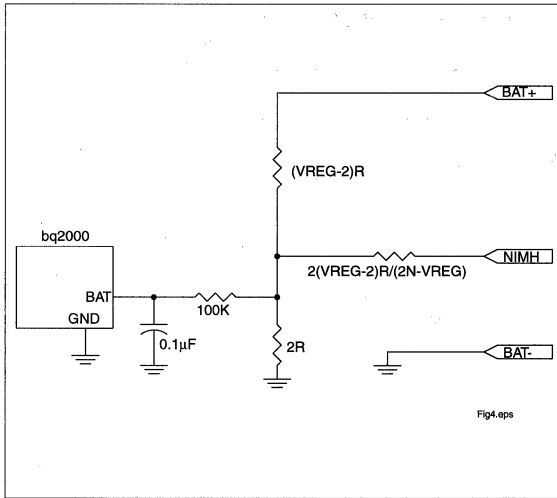 BAT+
(VREG-2)R
bq2000
NIMH
2(VREG-2)R/(2N-VREG)
BAT
100K
GND
0.1µF
2R
BAT-
Fig4.eps